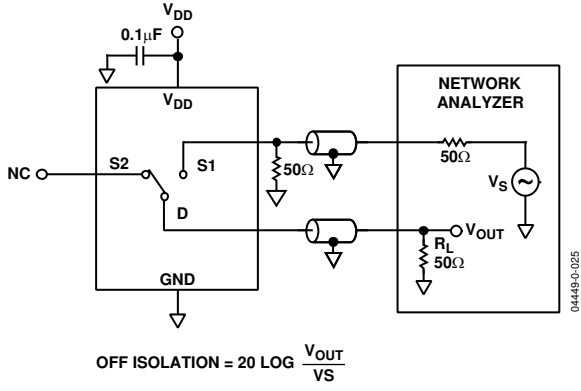 VDD
0.1μF
VDD
NETWORK
ANALYZER
S2
S1
50Ω
50Ω
NC
VS
D
VOUT
RL
50Ω
GND
04449-0-025
OFF ISOLATION = 20 LOG VOUT
VS